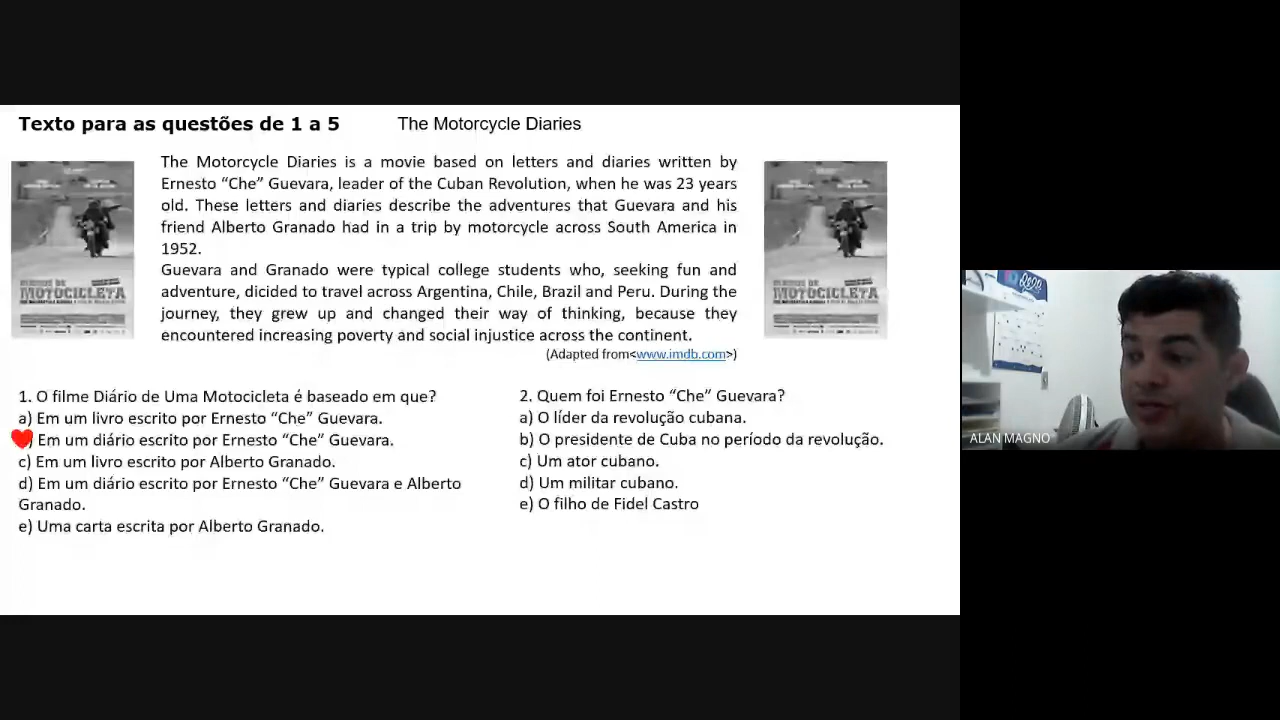 Texto para as questões de 1 a 5
The Motorcycle Diaries
The Motorcycle Diaries is a movie based on letters and diaries written by
Ernesto “Che” Guevara, leader of the Cuban Revolution, when he was 23 years
old. These letters and diaries describe the adventures that Guevara and his
friend Alberto Granado had in a trip by motorcycle across South America in
1952.
Guevara and Granado were typical college students who, seeking fun and
adventure, dicided to travel across Argentina, Chile, Brazil and Peru. During the
journey, they grew up and changed their way of thinking, because they
encountered increasing poverty and social injustice across the continent.
(Adapted from<www.imdb.com>)
MOTOCICLETA
MOTOCICLETA
1. O filme Diário de Uma Motocicleta é baseado em que?
a) Em um livro escrito por Ernesto “Che” Guevara.
) Em um diário escrito por Ernesto “Che” Guevara.
c) Em um livro escrito por Alberto Granado.
d) Em um diário escrito por Ernesto “Che” Guevara e Alberto
Granado.
e) Uma carta escrita por Alberto Granado.
2. Quem foi Ernesto “Che” Guevara?
a) O líder da revolução cubana.
b) O presidente de Cuba no período da revolução.
c) Um ator cubano.
d) Um militar cubano.
e) O filho de Fidel Castro
ALAN MAGNO